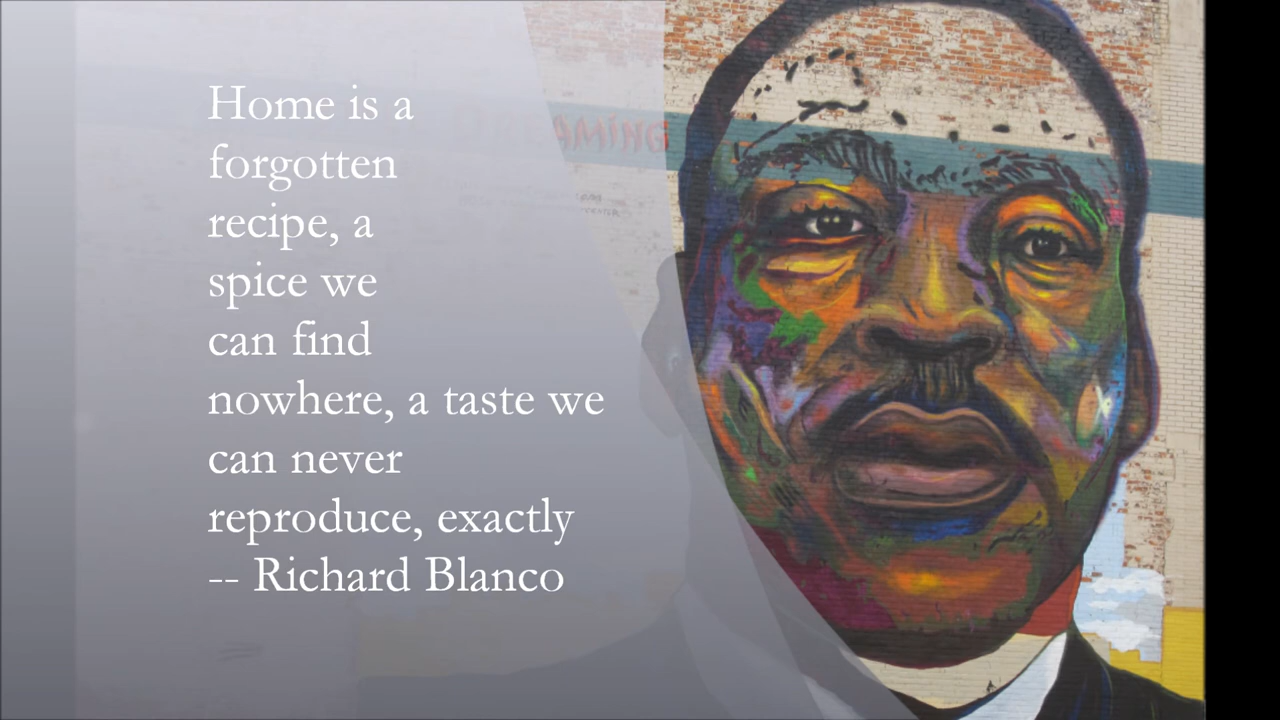 Home is a
forgotten
recipe, a
spice we
can find
nowhere, a taste we
can never
reproduce, exactly
-- Richard Blanco